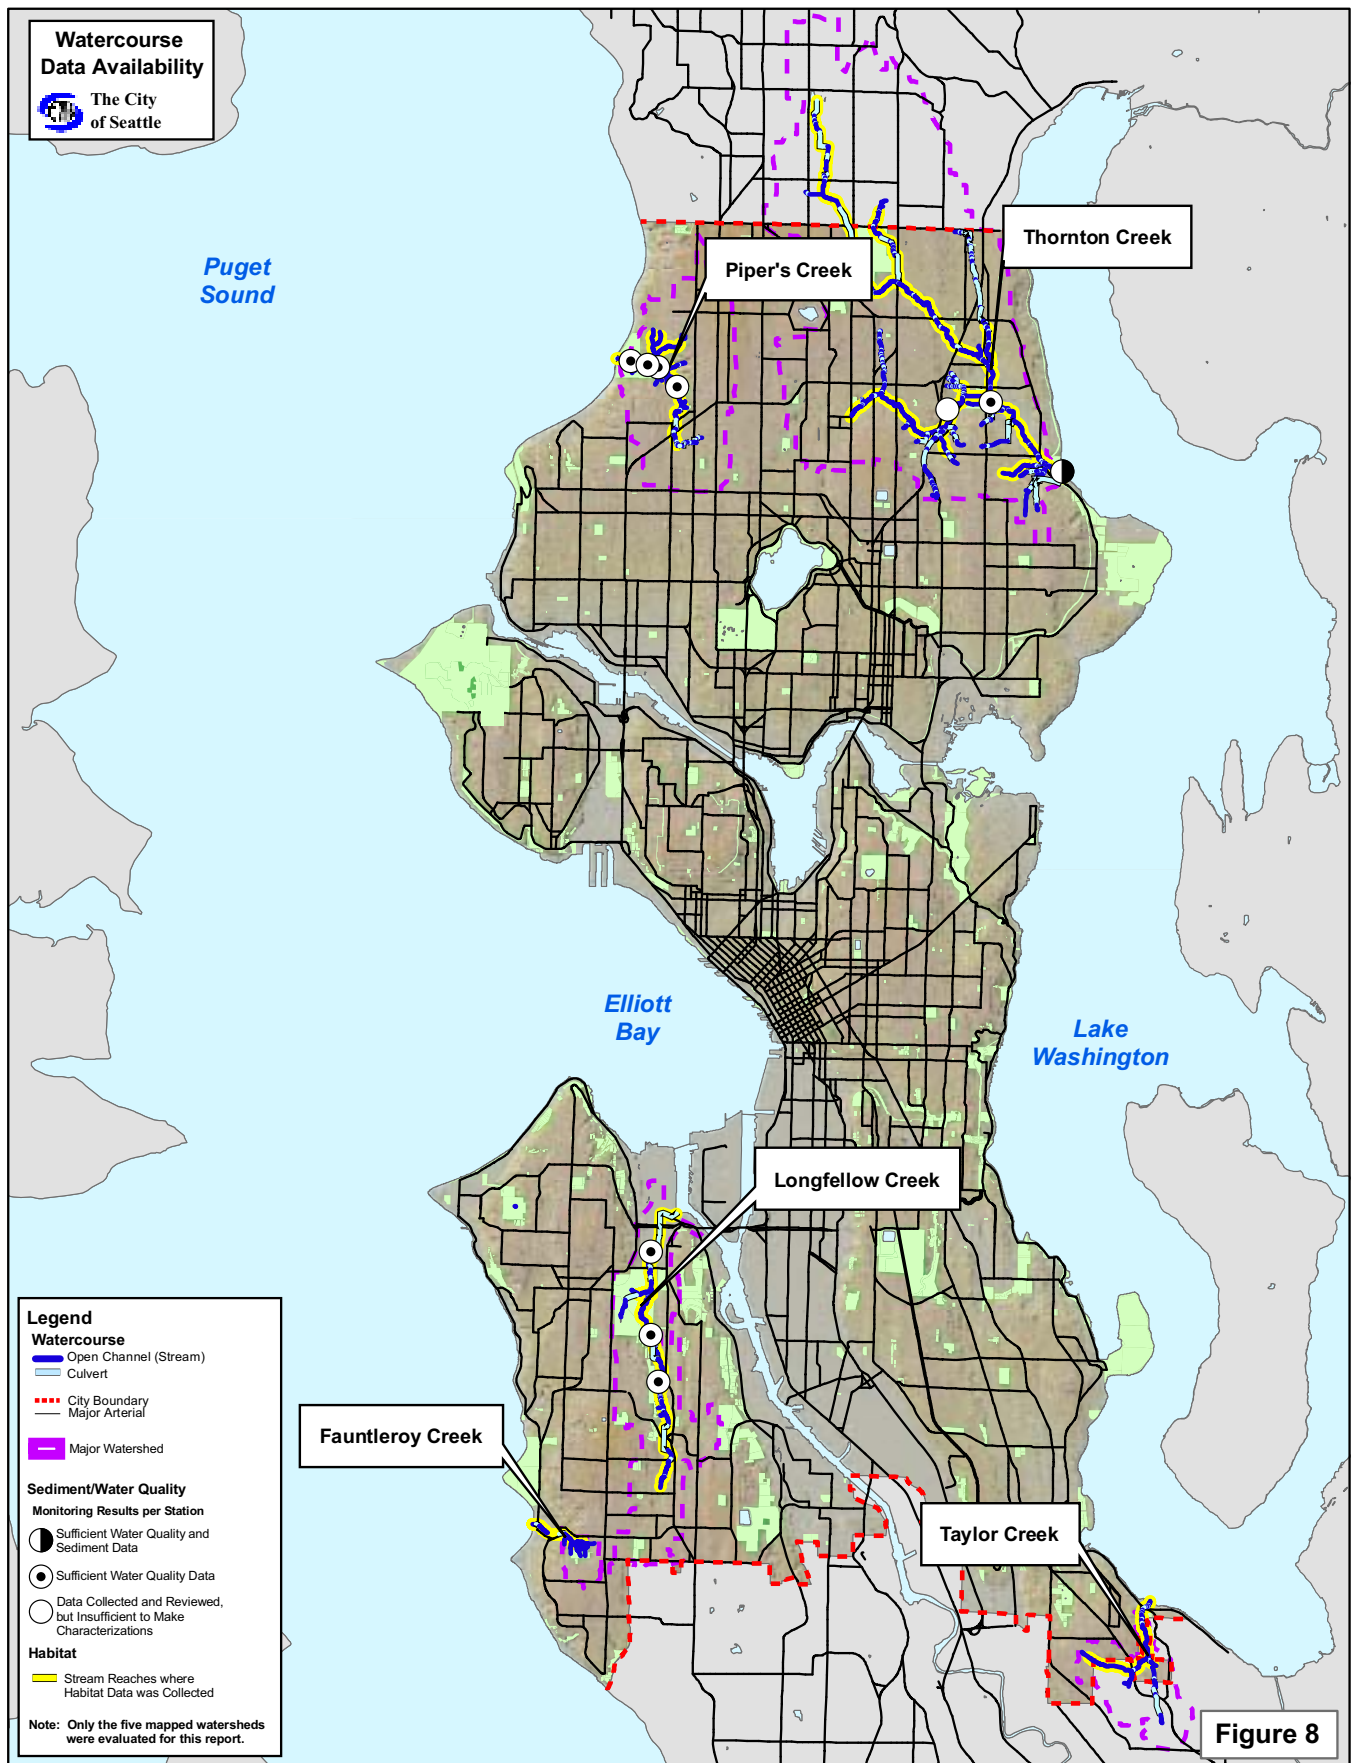 Watercourse
Data Availability
The City
of Seattle
Puget
Sound
Piper's Creek
Thornton Creek
Elliott
Bay
Lake
Washington
Longfellow Creek
Fauntleroy Creek
Taylor Creek
Legend
Watercourse
Open Channel (Stream)
Culvert
City Boundary
Major Arterial
Major Watershed
Sediment/Water Quality
Monitoring Results per Station
Sufficient Water Quality and
Sediment Data
Sufficient Water Quality Data
Data Collected and Reviewed,
but Insufficient to Make
Characterizations
Habitat
Stream Reaches where
Habitat Data was Collected
Note: Only the five mapped watersheds
were evaluated for this report.
Figure 8